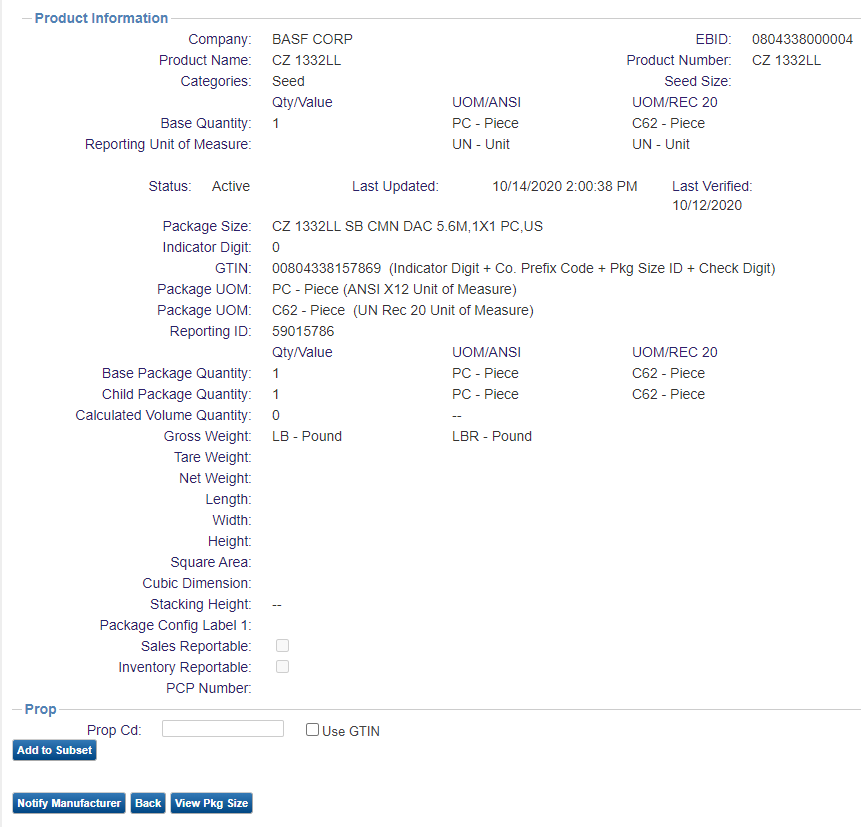 Product Information
Company: BASF CORP EBID: 0804338000004
Product Name: CZ 1332LL Product Number: CZ 1332LL
Categories: Seed Seed Size:
Qty/Value UOM/ANSI UOM/REC 20
Base Quantity: 1 PC - Piece C62 - Piece
Reporting Unit of Measure: UN - Unit UN - Unit
Status: Active Last Updated: 10/14/2020 2:00:38 PM Last Verified:
10/12/2020
Package Size: CZ 1332LL SB CMN DAC 5.6M,1X1 PC,US
Indicator Digit: 0
GTIN: 00804338157869 (Indicator Digit + Co. Prefix Code + Pkg Size ID + Check Digit)
Package UOM: PC - Piece (ANSI X12 Unit of Measure)
Package UOM: C62 - Piece (UN Rec 20 Unit of Measure)
Reporting ID: 59015786
Qty/Value UOM/ANSI UOM/REC 20
Base Package Quantity: 1 PC - Piece C62 - Piece
Child Package Quantity: 1 PC - Piece C62 - Piece
Calculated Volume Quantity: 0 --
Gross Weight: LB - Pound LBR - Pound
Tare Weight:
Net Weight:
Length:
Width:
Height:
Square Area:
Cubic Dimension:
Stacking Height: --
Package Config Label 1:
Sales Reportable:
Inventory Reportable:
PCP Number:
Prop
Prop Cd: Use GTIN
Add to Subset
Notify Manufacturer Back View Pkg Size